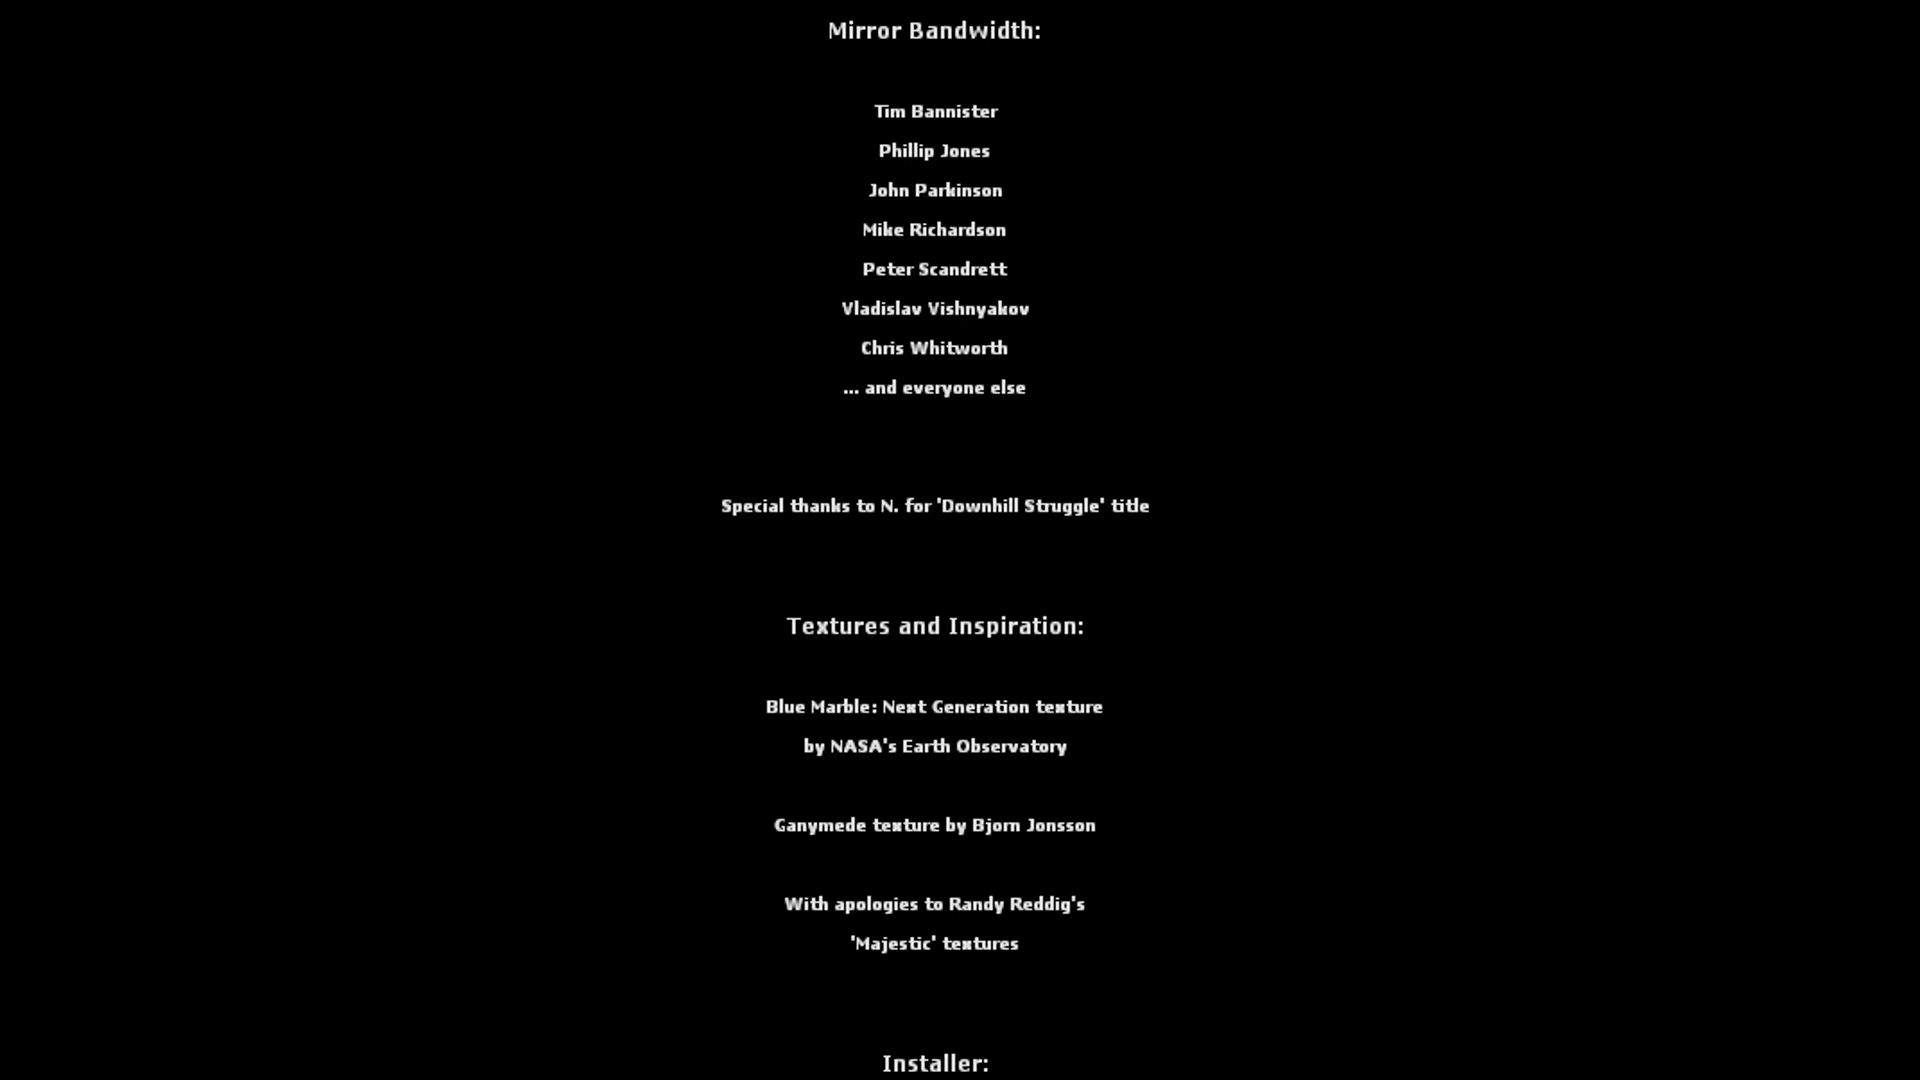 Mirror Bandwidth:
Tim Bannister
Phillip Jones
John Parkinson
Mike Richardson
Peter Scandrett
Vladislav Vishnyakov
Chris Whitworth
... and everyone else
Special thanks to N. for 'Downhill Struggle' title
Textures and Inspiration:
Blue Marble: Next Generation texture
by NASA's Earth Observatory
Ganymede texture by Bjorn Jonsson
With apologies to Randy Reddig's
'Majestic' textures
Installer: